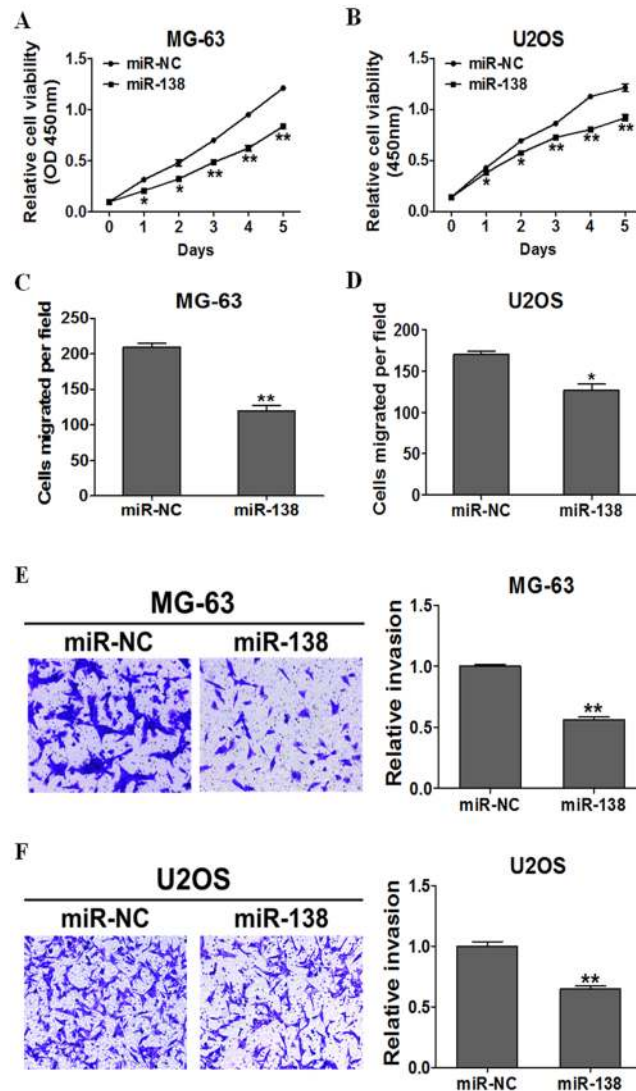 A
MG-63
miR-NC
miR-138
Relative cell viability
(OD 450nm)
1.5
1.0
0.5
0.0
*
*
**
**
**
0 1 2 3 4 5
Days
B
U2OS
miR-NC
miR-138
Relative cell viability
(450nm)
1.5
1.0
0.5
0.0
*
*
**
**
**
0 1 2 3 4 5
Days
C
MG-63
Cells migrated per field
250
200
150
100
50
0
**
miR-NC miR-138
D
U2OS
Cells migrated per field
200
150
100
50
0
*
miR-NC miR-138
E
MG-63
miR-NC miR-138
MG-63
Relative invasion
1.5
1.0
0.5
0.0
**
miR-NC miR-138
F
U2OS
miR-NC miR-138
U2OS
Relative invasion
1.5
1.0
0.5
0.0
**
miR-NC miR-138